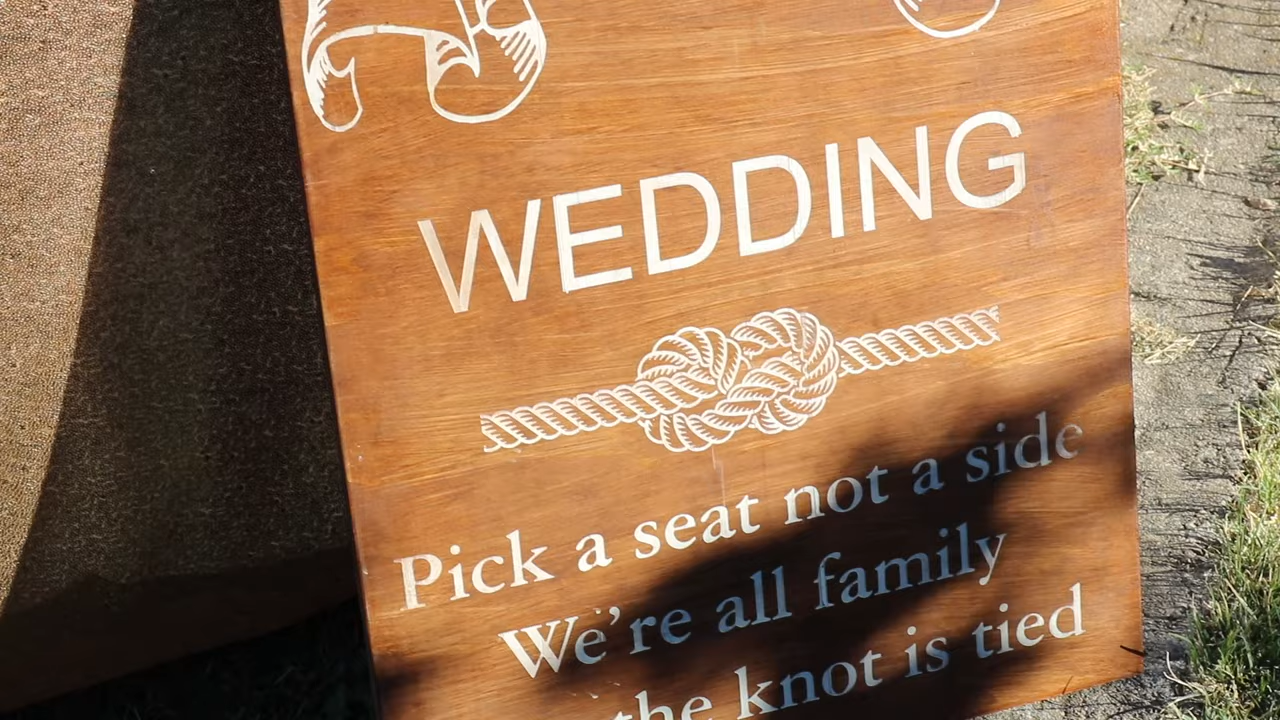 WEDDING
Pick a seat not a side
We're all family
the knot is tied